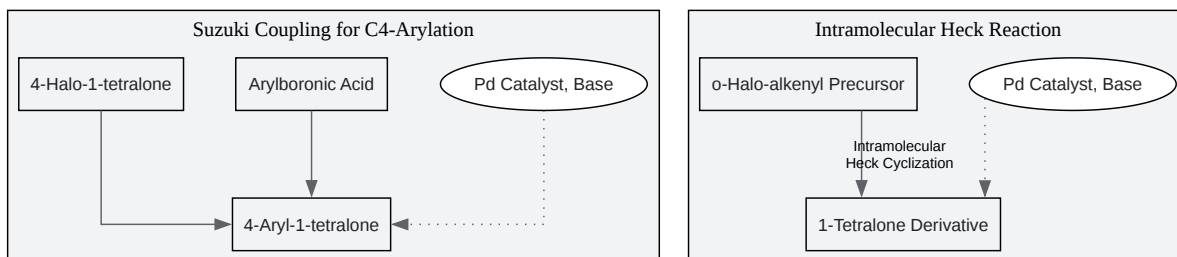 Suzuki Coupling for C4-Arylation
4-Halo-1-tetralone
Arylboronic Acid
Pd Catalyst, Base
4-Aryl-1-tetralone
Intramolecular Heck Reaction
o-Halo-alkenyl Precursor
Pd Catalyst, Base
Intramolecular
Heck Cyclization
1-Tetralone Derivative